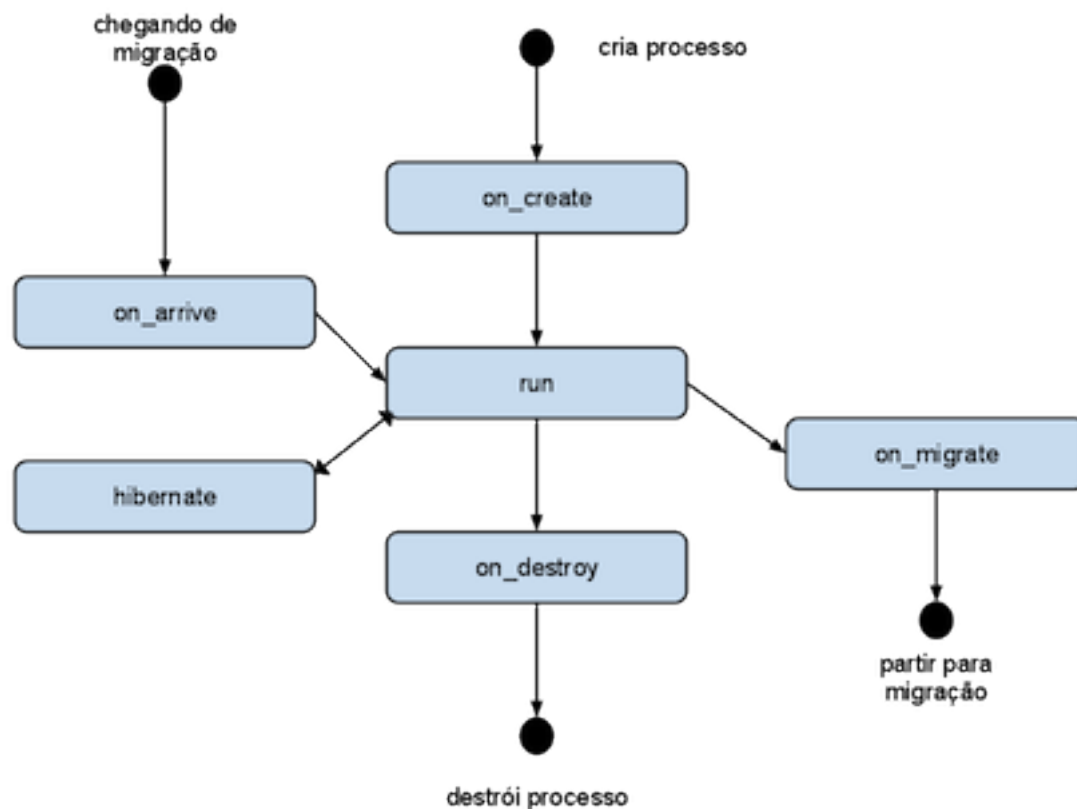 chegando de
migração
cria processo
on_create
on_arrive
run
on_migrate
hibernate
on_destroy
partir para
migração
destrói processo